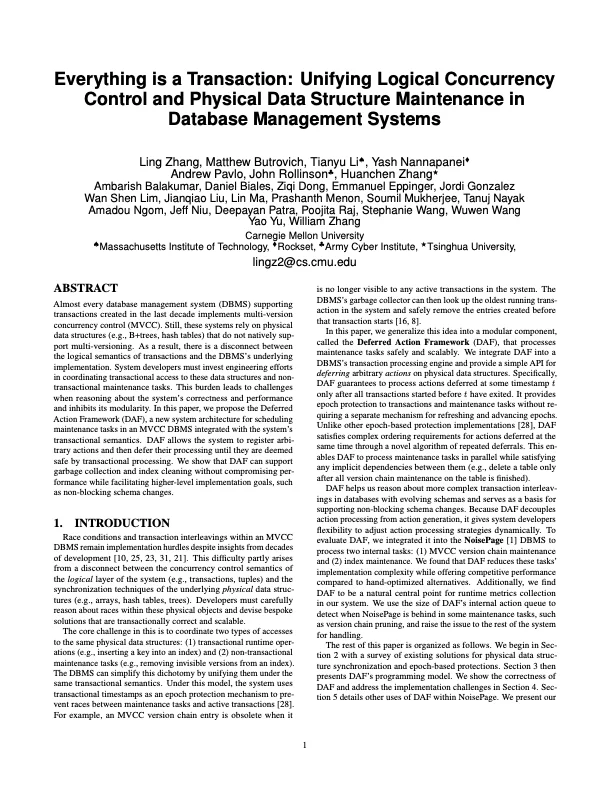 Everything is a Transaction: Unifying Logical Concurrency
Control and Physical Data Structure Maintenance in
Database Management Systems
Ling Zhang, Matthew Butrovich, Tianyu Li♠, Yash Nannapanei♦
Andrew Pavlo, John Rollinson♣, Huanchen Zhang★
Ambarish Balakumar, Daniel Biales, Ziqi Dong, Emmanuel Eppinger, Jordi Gonzalez
Wan Shen Lim, Jianqiao Liu, Lin Ma, Prashanth Menon, Soumil Mukherjee, Tanuj Nayak
Amadou Ngom, Jeff Niu, Deepayan Patra, Poojita Raj, Stephanie Wang, Wuwen Wang
Yao Yu, William Zhang
Carnegie Mellon University
♠Massachusetts Institute of Technology, ♦Rockset, ♣Army Cyber Institute, ★Tsinghua University,
lingz2@cs.cmu.edu
ABSTRACT
Almost every database management system (DBMS) supporting
transactions created in the last decade implements multi-version
concurrency control (MVCC). Still, these systems rely on physical
data structures (e.g., B+trees, hash tables) that do not natively sup-
port multi-versioning. As a result, there is a disconnect between
the logical semantics of transactions and the DBMS's underlying
implementation. System developers must invest engineering efforts
in coordinating transactional access to these data structures and non-
transactional maintenance tasks. This burden leads to challenges
when reasoning about the system's correctness and performance
and inhibits its modularity. In this paper, we propose the Deferred
Action Framework (DAF), a new system architecture for scheduling
maintenance tasks in an MVCC DBMS integrated with the system's
transactional semantics. DAF allows the system to register arbi-
trary actions and then defer their processing until they are deemed
safe by transactional processing. We show that DAF can support
garbage collection and index cleaning without compromising per-
formance while facilitating higher-level implementation goals, such
as non-blocking schema changes.
1. INTRODUCTION
Race conditions and transaction interleavings within an MVCC
DBMS remain implementation hurdles despite insights from decades
of development [10, 25, 23, 31, 21]. This difficulty partly arises
from a disconnect between the concurrency control semantics of
the logical layer of the system (e.g., transactions, tuples) and the
synchronization techniques of the underlying physical data struc-
tures (e.g., arrays, hash tables, trees). Developers must carefully
reason about races within these physical objects and devise bespoke
solutions that are transactionally correct and scalable.
The core challenge in this is to coordinate two types of accesses
to the same physical data structures: (1) transactional runtime oper-
ations (e.g., inserting a key into an index) and (2) non-transactional
maintenance tasks (e.g., removing invisible versions from an index).
The DBMS can simplify this dichotomy by unifying them under the
same transactional semantics. Under this model, the system uses
transactional timestamps as an epoch protection mechanism to pre-
vent races between maintenance tasks and active transactions [28].
For example, an MVCC version chain entry is obsolete when it
is no longer visible to any active transactions in the system. The
DBMS's garbage collector can then look up the oldest running trans-
action in the system and safely remove the entries created before
that transaction starts [16, 8].
In this paper, we generalize this idea into a modular component,
called the Deferred Action Framework (DAF), that processes
maintenance tasks safely and scalably. We integrate DAF into a
DBMS's transaction processing engine and provide a simple API for
deferring arbitrary actions on physical data structures. Specifically,
DAF guarantees to process actions deferred at some timestamp t
only after all transactions started before t have exited. It provides
epoch protection to transactions and maintenance tasks without re-
quiring a separate mechanism for refreshing and advancing epochs.
Unlike other epoch-based protection implementations [28], DAF
satisfies complex ordering requirements for actions deferred at the
same time through a novel algorithm of repeated deferrals. This en-
ables DAF to process maintenance tasks in parallel while satisfying
any implicit dependencies between them (e.g., delete a table only
after all version chain maintenance on the table is finished).
DAF helps us reason about more complex transaction interleav-
ings in databases with evolving schemas and serves as a basis for
supporting non-blocking schema changes. Because DAF decouples
action processing from action generation, it gives system developers
flexibility to adjust action processing strategies dynamically. To
evaluate DAF, we integrated it into the NoisePage [1] DBMS to
process two internal tasks: (1) MVCC version chain maintenance
and (2) index maintenance. We found that DAF reduces these tasks'
implementation complexity while offering competitive performance
compared to hand-optimized alternatives. Additionally, we find
DAF to be a natural central point for runtime metrics collection
in our system. We use the size of DAF's internal action queue to
detect when NoisePage is behind in some maintenance tasks, such
as version chain pruning, and raise the issue to the rest of the system
for handling.
The rest of this paper is organized as follows. We begin in Sec-
tion 2 with a survey of existing solutions for physical data struc-
ture synchronization and epoch-based protections. Section 3 then
presents DAF's programming model. We show the correctness of
DAF and address the implementation challenges in Section 4. Sec-
tion 5 details other uses of DAF within NoisePage. We present our
1